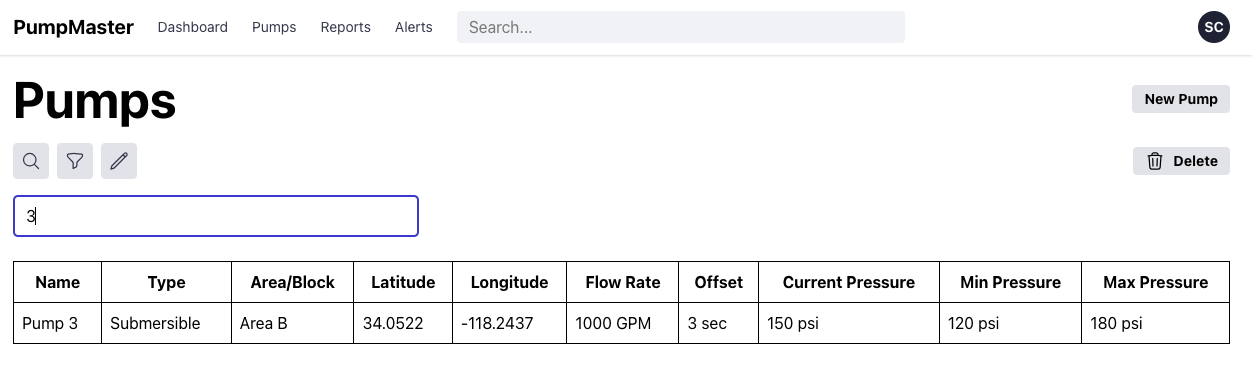 PumpMaster Dashboard Pumps Reports Alerts Search... SC
Pumps
New Pump
Delete
3
Name Type Area/Block Latitude Longitude Flow Rate Offset Current Pressure Min Pressure Max Pressure
Pump 3 Submersible Area B 34.0522 -118.2437 1000 GPM 3 sec 150 psi 120 psi 180 psi